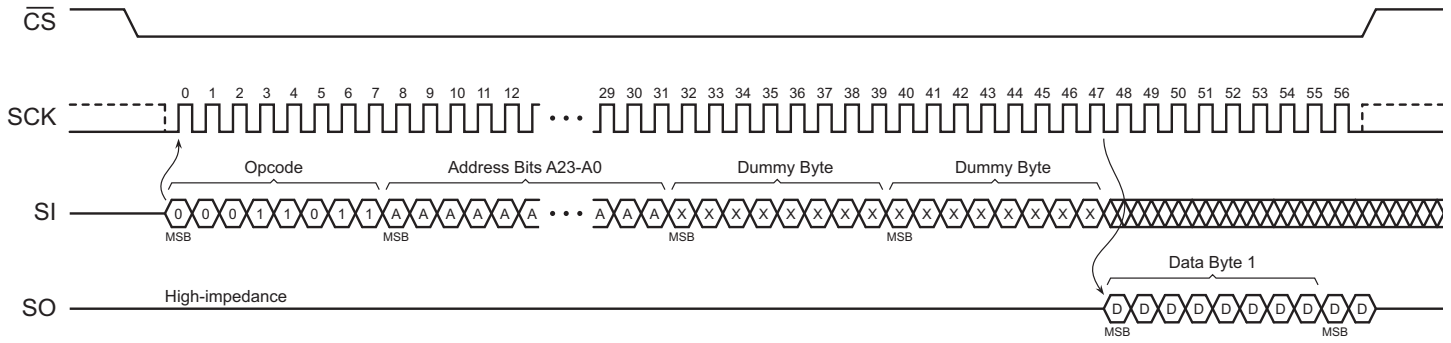 CS
SCK
0 1 2 3 4 5 6 7 8 9 10 11 12 29 30 31 32 33 34 35 36 37 38 39 40 41 42 43 44 45 46 47 48 49 50 51 52 53 54 55 56
Opcode Address Bits A23-A0 Dummy Byte Dummy Byte
SI
0 0 0 1 1 0 1 1 A A A A A A A A A X X X X X X X X X X X X X X X X
MSB MSB MSB MSB
Data Byte 1
SO
High-impedance
D D D D D D D D D D
MSB MSB